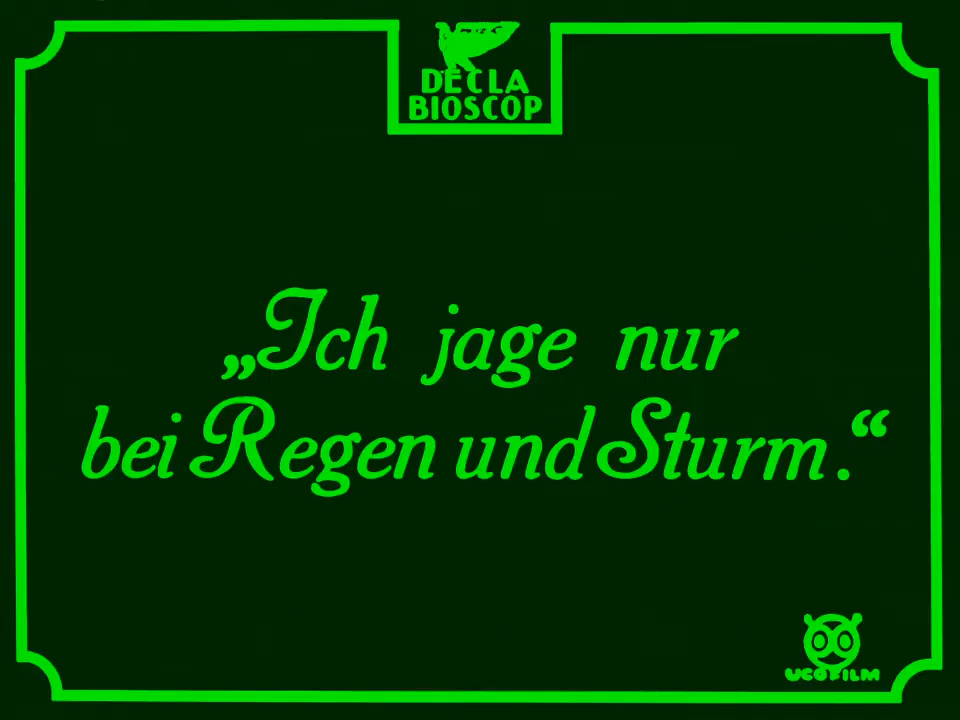 DECLA
BIOSCOP
„Ich jage nur
bei Regen und Sturm.“
UCOFILM